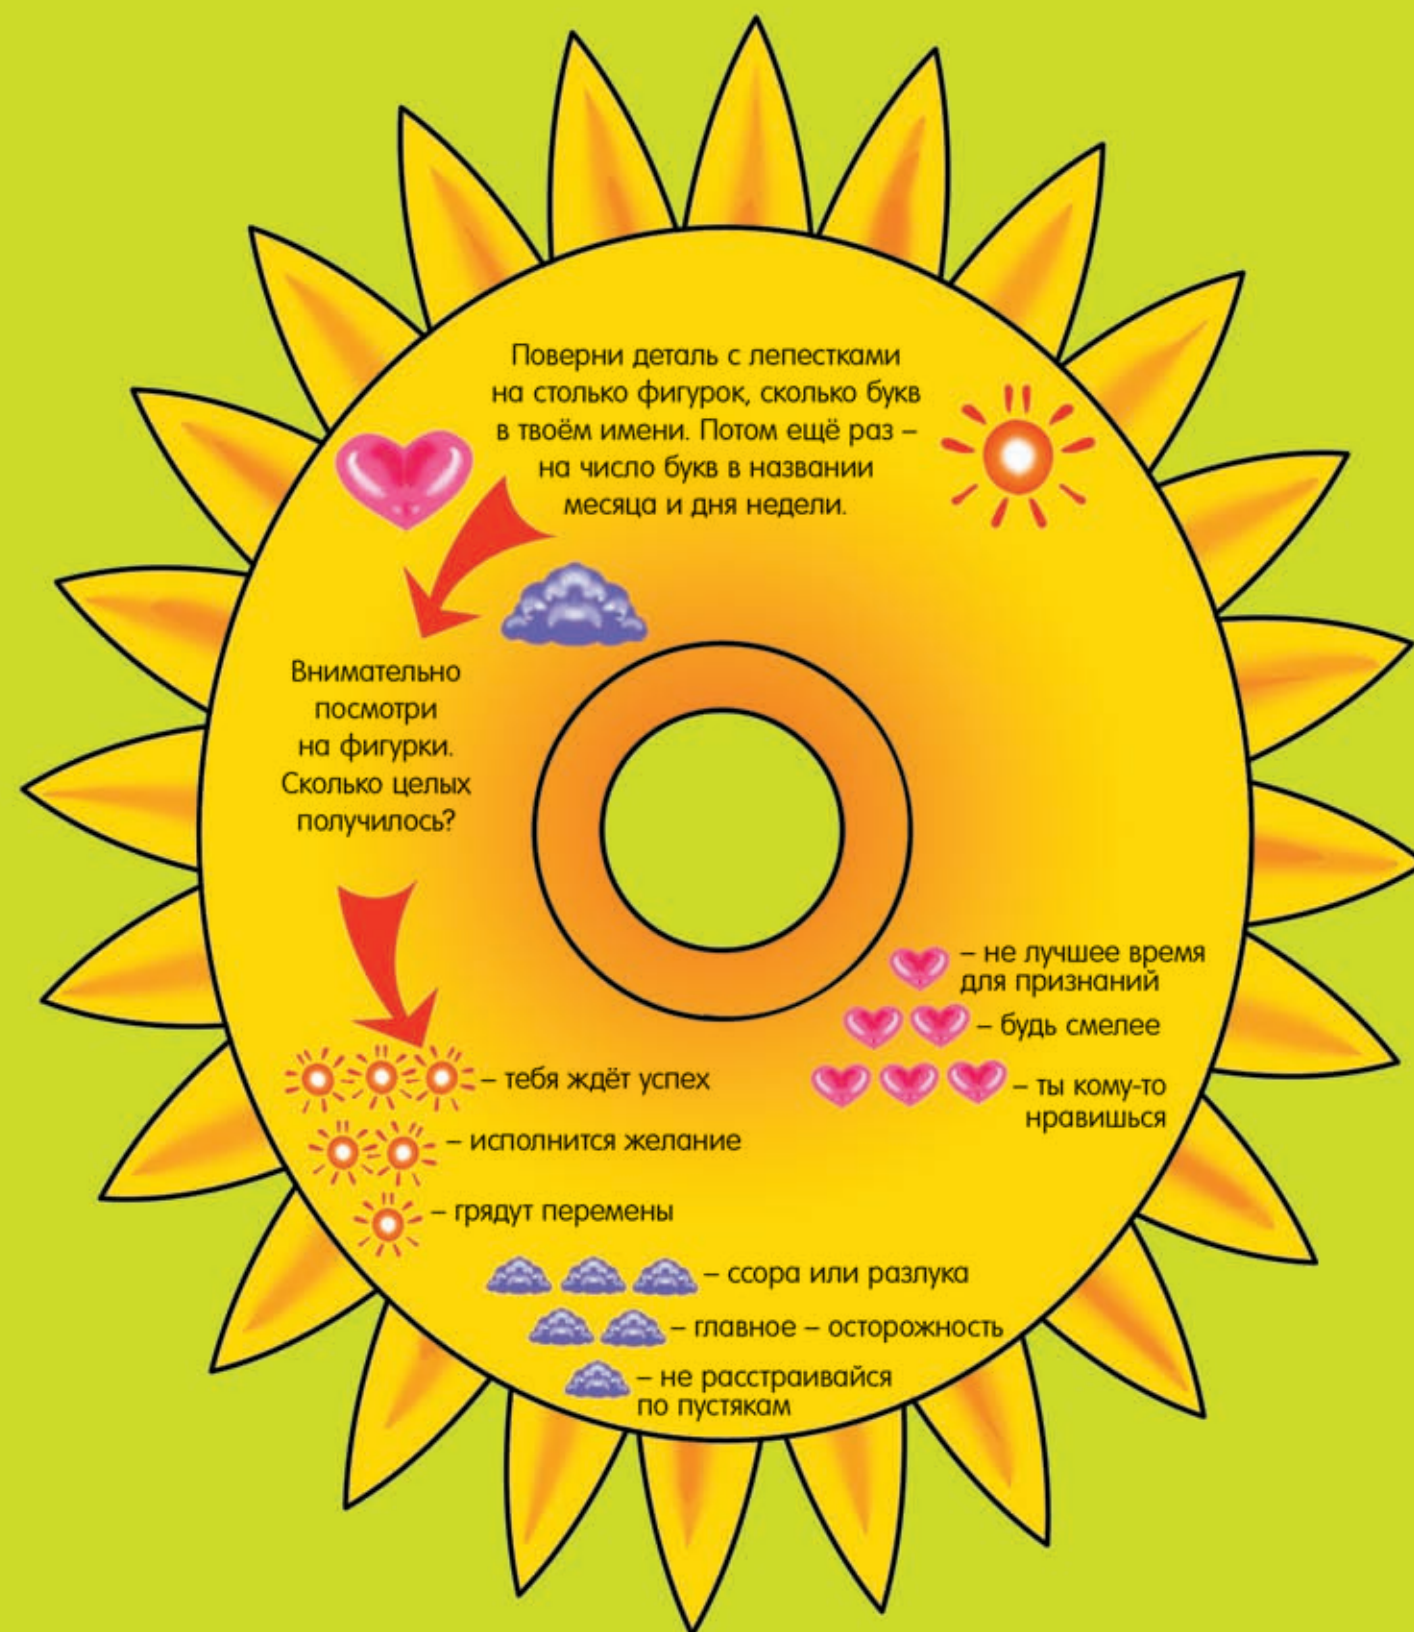 Поверни деталь с лепестками
на столько фигурок, сколько букв
в твоём имени. Потом ещё раз –
на число букв в названии
месяца и дня недели.
Внимательно
посмотри
на фигурки.
Сколько целых
получилось?
– тебя ждёт успех
– исполнится желание
– грядут перемены
– не лучшее время
для признаний
– будь смелее
– ты кому-то
нравишься
– ссора или разлука
– главное – осторожность
– не расстраивайся
по пустякам